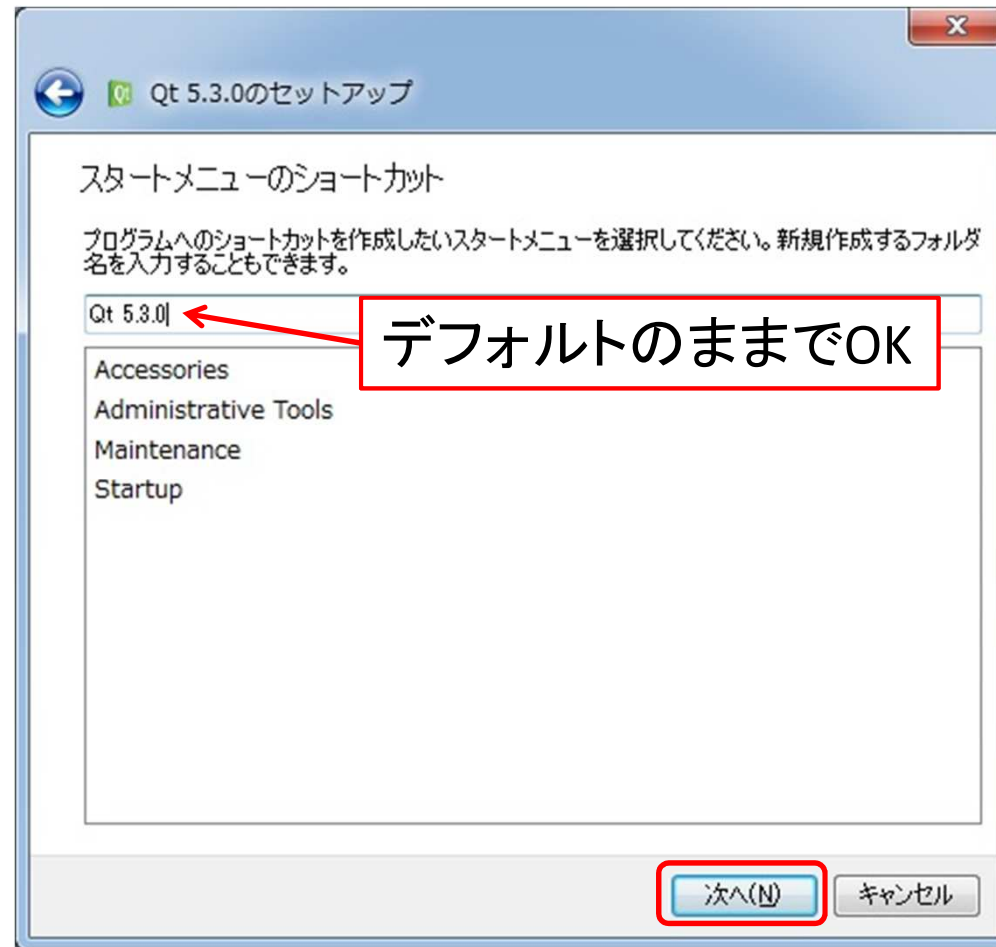 Qt 5.3.0のセットアップ
スタートメニューのショートカット
プログラムへのショートカットを作成したいスタートメニューを選択してください。新規作成するフォルダ
名を入力することもできます。
Qt 5.3.0
デフォルトのままでOK
Accessories
Administrative Tools
Maintenance
Startup
次へ(N)
キャンセル